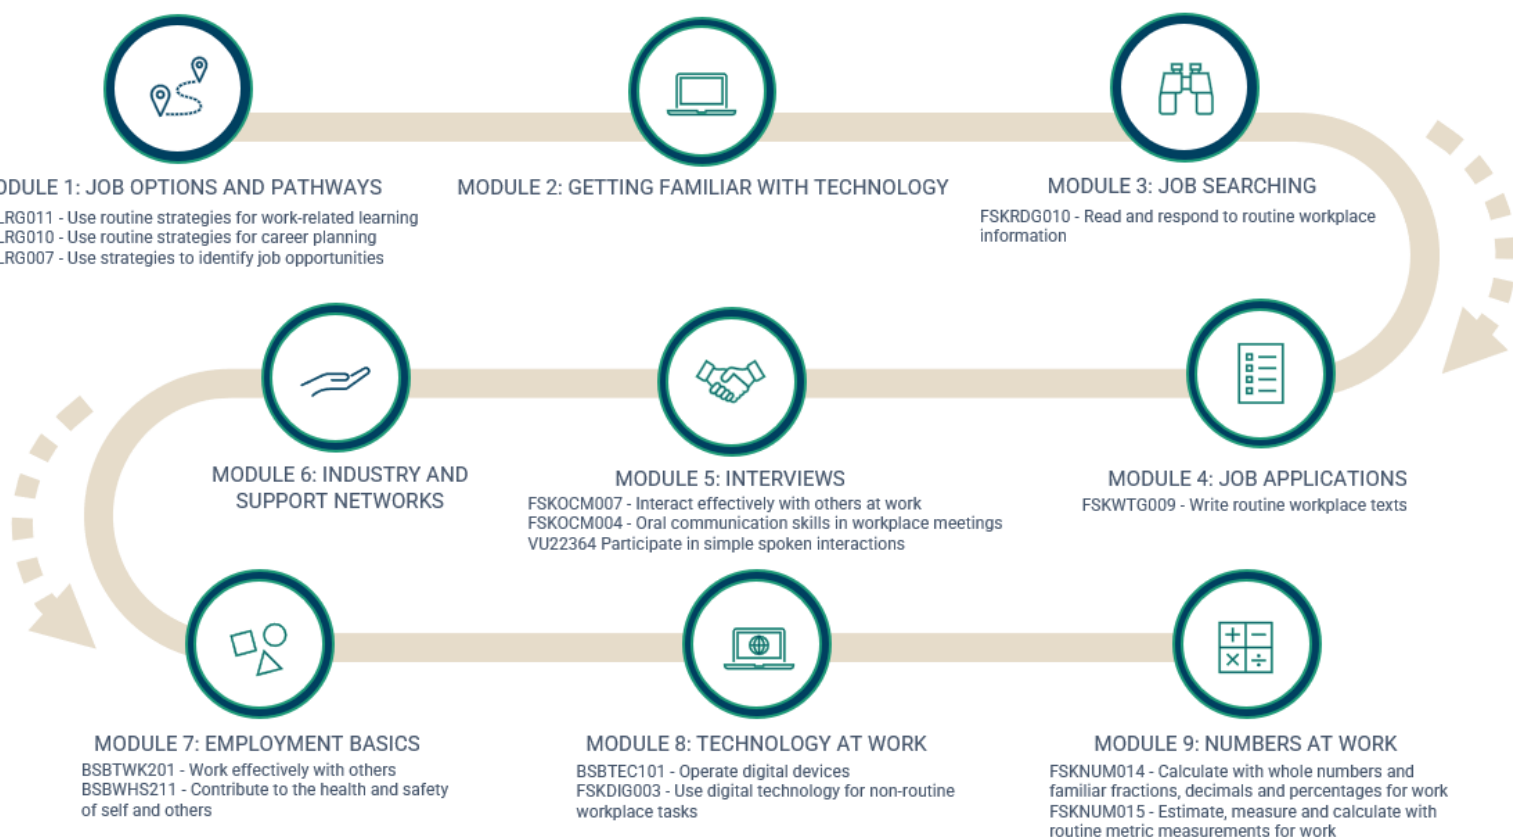 ODULE 1: JOB OPTIONS AND PATHWAYS
LRG011 - Use routine strategies for work-related learning
LRG010 - Use routine strategies for career planning
LRG007 - Use strategies to identify job opportunities
MODULE 2: GETTING FAMILIAR WITH TECHNOLOGY
MODULE 3: JOB SEARCHING
FSKRDG010 - Read and respond to routine workplace
information
MODULE 4: JOB APPLICATIONS
FSKWTG009 - Write routine workplace texts
MODULE 5: INTERVIEWS
FSKOCM007 - Interact effectively with others at work
FSKOCM004 - Oral communication skills in workplace meetings
VU22364 Participate in simple spoken interactions
MODULE 6: INDUSTRY AND
SUPPORT NETWORKS
MODULE 7: EMPLOYMENT BASICS
BSBTWK201 - Work effectively with others
BSBWHS211 - Contribute to the health and safety
of self and others
MODULE 8: TECHNOLOGY AT WORK
BSBTEC101 - Operate digital devices
FSKDIG003 - Use digital technology for non-routine
workplace tasks
MODULE 9: NUMBERS AT WORK
FSKNUM014 - Calculate with whole numbers and
familiar fractions, decimals and percentages for work
FSKNUM015 - Estimate, measure and calculate with
routine metric measurements for work